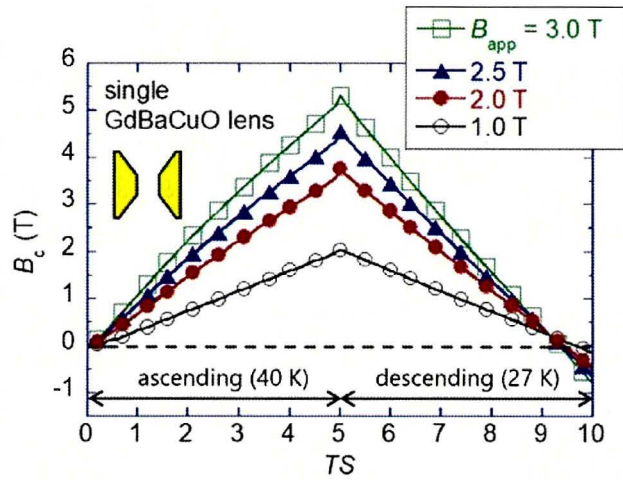 B_app = 3.0 T
2.5 T
2.0 T
1.0 T
single
GdBaCuO lens
B_c (T)
6
5
4
3
2
1
0
-1
ascending (40 K)
descending (27 K)
0 1 2 3 4 5 6 7 8 9 10
TS